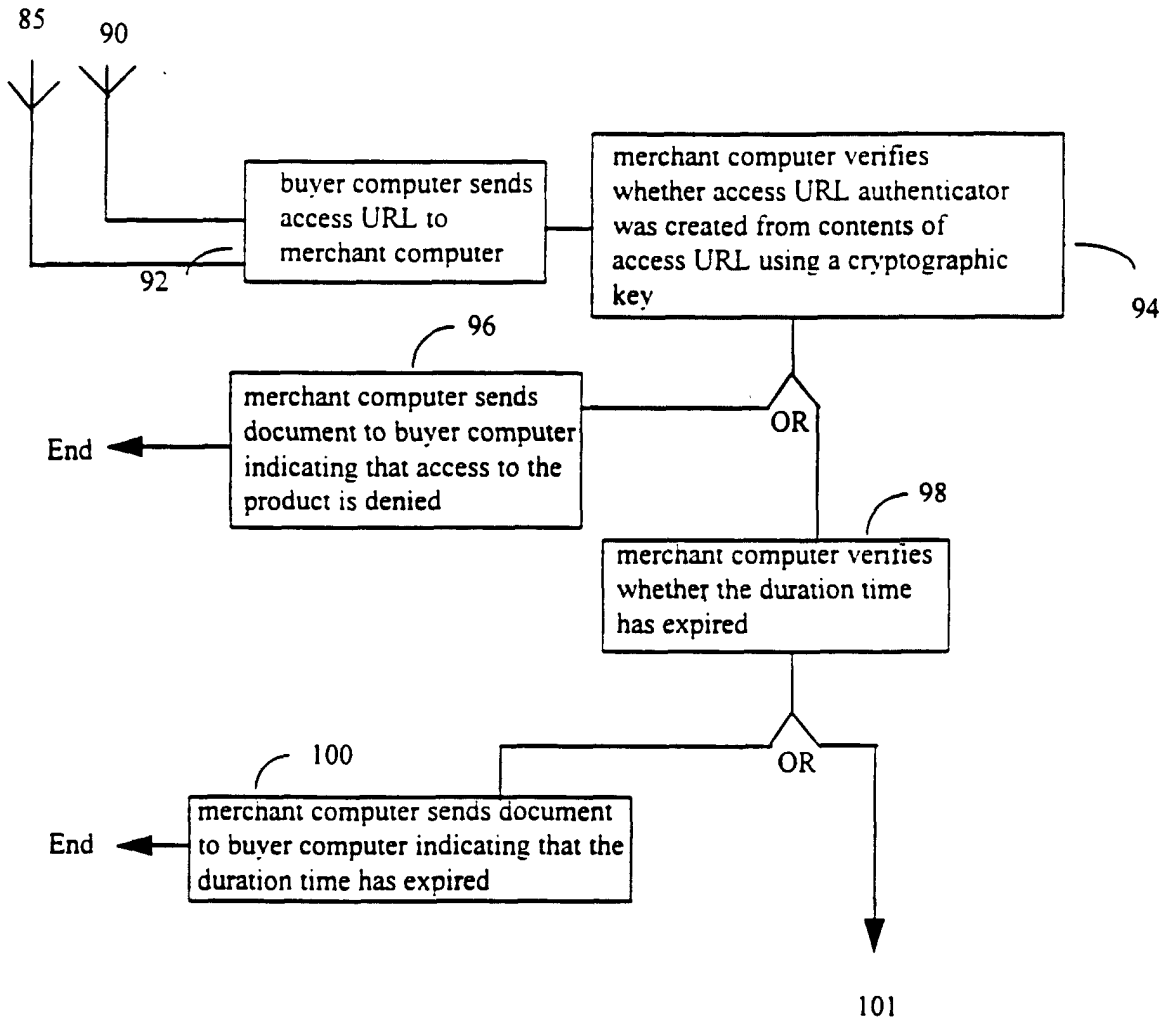 85
90
buyer computer sends
access URL to
merchant computer
92
merchant computer verifies
whether access URL authenticator
was created from contents of
access URL using a cryptographic
key
94
96
merchant computer sends
document to buyer computer
indicating that access to the
product is denied
End
OR
98
merchant computer verifies
whether the duration time
has expired
OR
100
merchant computer sends document
to buyer computer indicating that the
duration time has expired
End
101